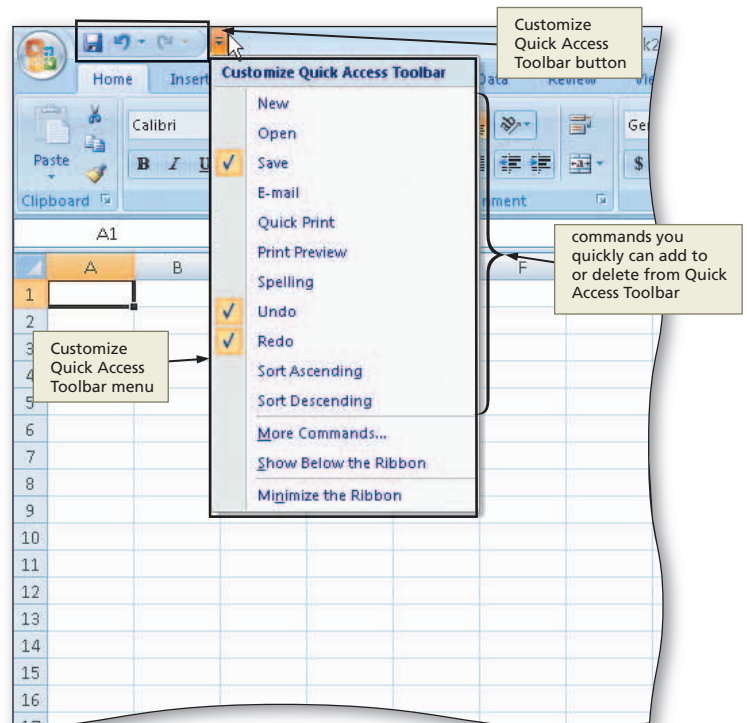 Customize
Quick Access
Toolbar button
Home Insert Data Review
Customize Quick Access Toolbar
New
Open
Save
E-mail
Quick Print
Print Preview
Spelling
Undo
Redo
Sort Ascending
Sort Descending
More Commands...
Show Below the Ribbon
Minimize the Ribbon
Calibri
Paste
B I U
$
Clipboard
A1
commands you
quickly can add to
or delete from Quick
Access Toolbar
A B F
1
2
3
4
5
6
7
8
9
10
11
12
13
14
15
16
Customize
Quick Access
Toolbar menu